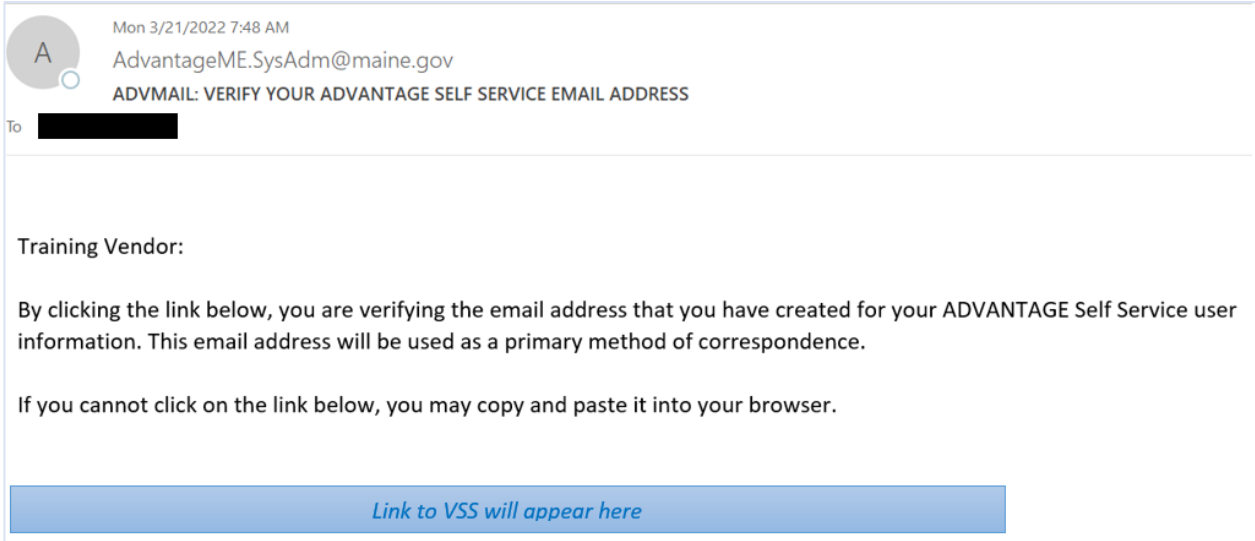 A
Mon 3/21/2022 7:48 AM
AdvantageME.SysAdm@maine.gov
ADVMAIL: VERIFY YOUR ADVANTAGE SELF SERVICE EMAIL ADDRESS
To
Training Vendor:
By clicking the link below, you are verifying the email address that you have created for your ADVANTAGE Self Service user
information. This email address will be used as a primary method of correspondence.
If you cannot click on the link below, you may copy and paste it into your browser.
Link to VSS will appear here